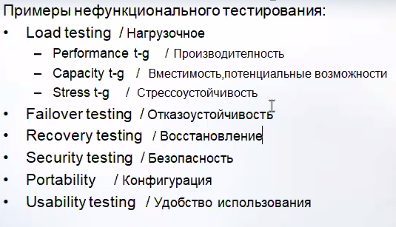 Примеры нефункционального тестирования:
• Load testing / Нагрузочное
– Performance t-g / Производителность
– Capacity t-g / Вместимость,потенциальные возможности
– Stress t-g / Стрессоустойчивость
• Failover testing / Отказоустойчивость
• Recovery testing / Восстановление
• Security testing / Безопасность
• Portability / Конфигурация
• Usability testing / Удобство использования